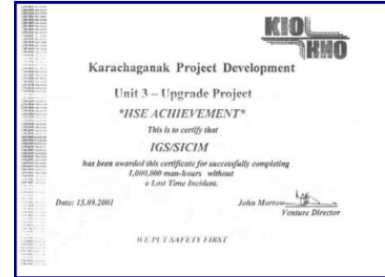 KIO
KHO
Karachaganak Project Development
Unit 3 – Upgrade Project
*HSE ACHIEVEMENT*
This is to certify that
IGS/SICIM
has been awarded this certificate for successfully completing
1,000,000 man-hours without
a Lost Time Incident.
Date: 15.09.2001
John Morrow
Venture Director
WE PUT SAFETY FIRST